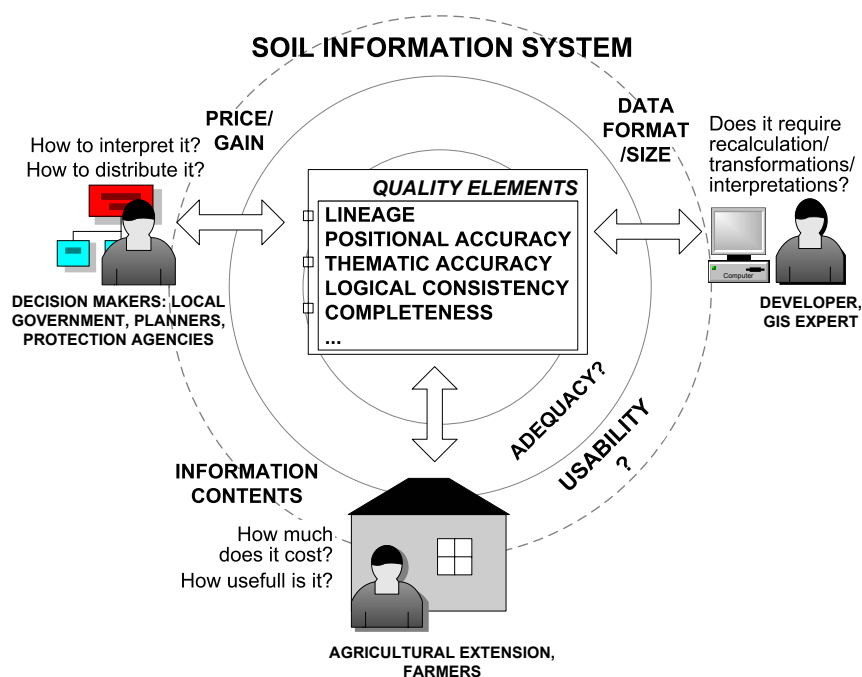 SOIL INFORMATION SYSTEM
PRICE/
GAIN
DATA
FORMAT
/SIZE
How to interpret it?
How to distribute it?
Does it require
recalculation/
transformations/
interpretations?
QUALITY ELEMENTS
LINEAGE
POSITIONAL ACCURACY
THEMATIC ACCURACY
LOGICAL CONSISTENCY
COMPLETENESS
...
Computer
DECISION MAKERS: LOCAL
GOVERNMENT, PLANNERS,
PROTECTION AGENCIES
DEVELOPER,
GIS EXPERT
ADEQUACY?
USABILITY
?
INFORMATION
CONTENTS
How much
does it cost?
How usefull is it?
AGRICULTURAL EXTENSION,
FARMERS